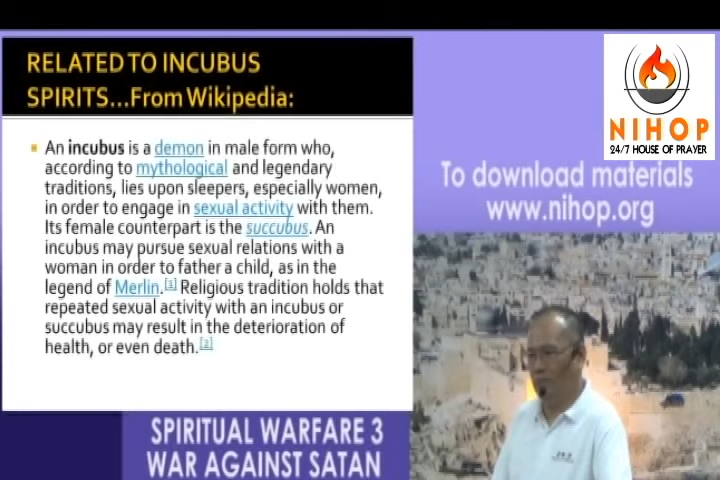 RELATED TO INCUBUS
SPIRITS...From Wikipedia:
An incubus is a demon in male form who,
according to mythological and legendary
traditions, lies upon sleepers, especially women,
in order to engage in sexual activity with them.
Its female counterpart is the succubus. An
incubus may pursue sexual relations with a
woman in order to father a child, as in the
legend of Merlin.[1] Religious tradition holds that
repeated sexual activity with an incubus or
succubus may result in the deterioration of
health, or even death.[2]
NIHOP
24/7 HOUSE OF PRAYER
To download materials
www.nihop.org
SPIRITUAL WARFARE 3
WAR AGAINST SATAN